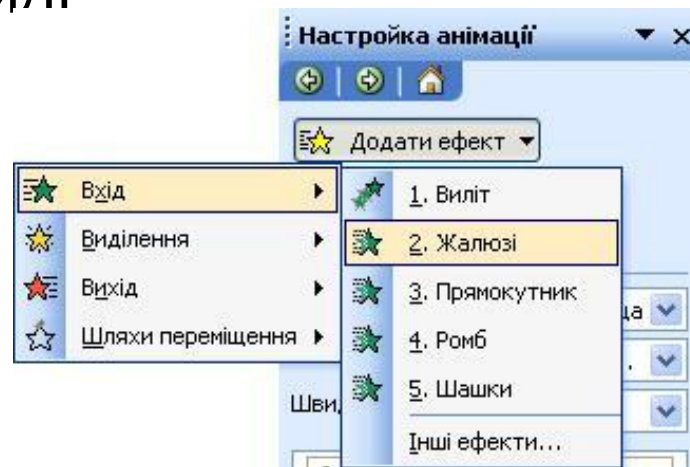 Настройка анімації
Додати ефект
Вхід
Виділення
Вихід
Шляхи переміщення
1. Виліт
2. Жалюзі
3. Прямокутник
4. Ромб
5. Шашки
Інші ефекти...